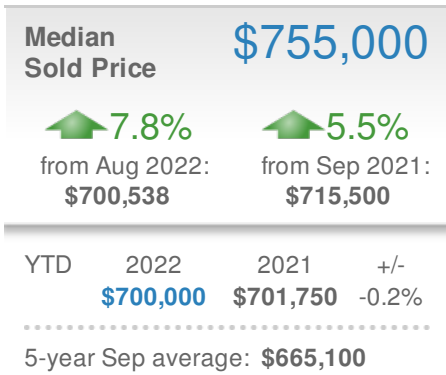 Median
Sold Price
$755,000
7.8%
from Aug 2022:
$700,538
5.5%
from Sep 2021:
$715,500
YTD 2022 2021 +/-
$700,000 $701,750 -0.2%
5-year Sep average: $665,100